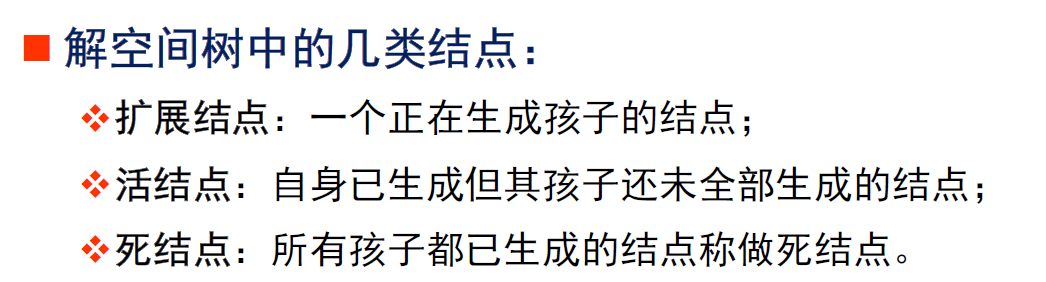 解空间树中的几类结点：
扩展结点：一个正在生成孩子的结点；
活结点：自身已生成但其孩子还未全部生成的结点；
死结点：所有孩子都已生成的结点称做死结点。